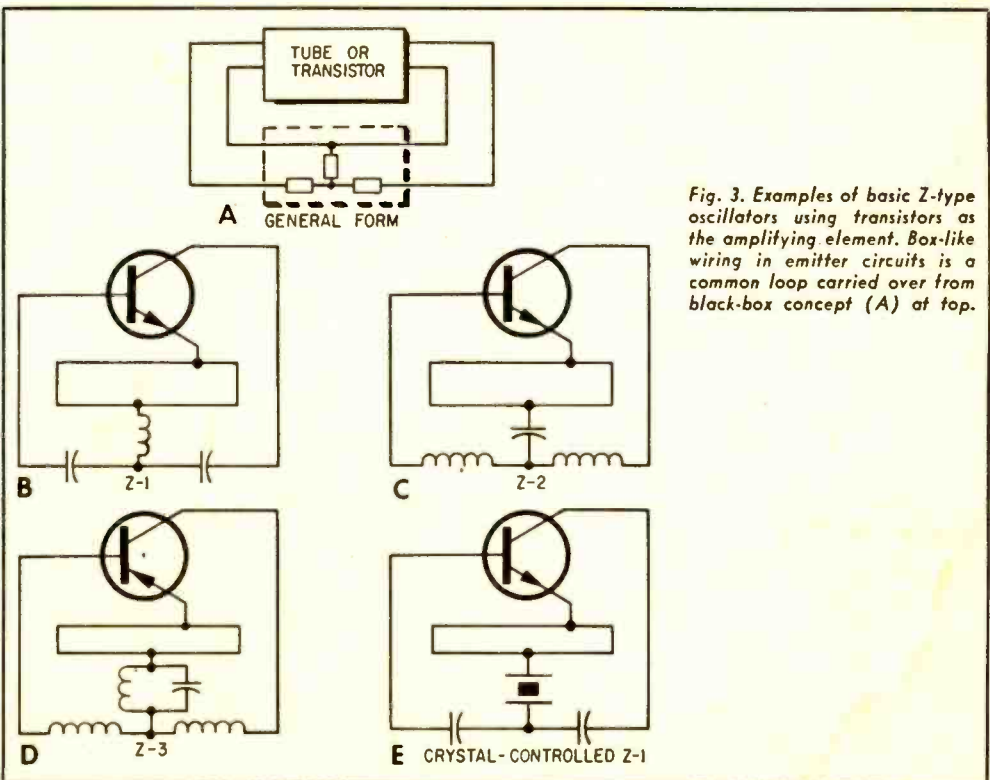 TUBE OR
TRANSISTOR
A
GENERAL FORM
Fig. 3. Examples of basic Z-type
oscillators using transistors as
the amplifying element. Box-like
wiring in emitter circuits is a
common loop carried over from
black-box concept (A) at top.
B
Z-1
C
Z-2
D
Z-3
E
CRYSTAL-CONTROLLED Z-1